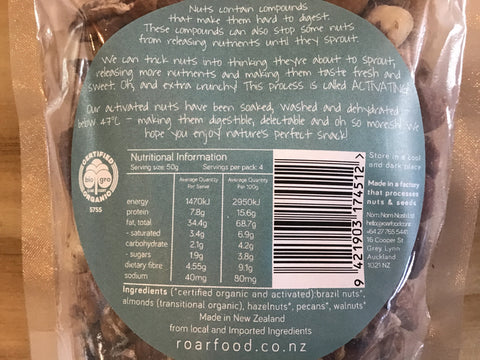 Nuts contain compounds
that make them hard to digest.
These compounds can also stop some nuts
from releasing nutrients until they sprout.
We can trick nuts into thinking theyre about to sprout,
releasing more nutrients and making them taste fresh and
sweet. Oh, and extra crunchy! This process is called ACTIVATING!
Our activated nuts have been soaked, washed and dehydrated -
below 47°C - making them digestible, delectable and oh so moreish! We
hope you enjoy nature's perfect snack!
CERTIFIED
bio gro
ORGANIC
5755
Nutritional Information
Serving size: 50g Servings per pack: 4
Average Quantity Per Serve
Average Quantity Per 100g
energy 1470kJ 2950kJ
protein 7.8g 15.6g
fat, total 34.4g 68.7g
- saturated 3.4g 6.9g
carbohydrate 2.1g 4.2g
- sugars 1.9g 3.8g
dietary fibre 4.55g 9.1g
sodium 40mg 80mg
9 421903 174512 >
Store in a cool
and dark place
Made in a factory
that processes
nuts & seeds.
Nom Nom Nosh Ltd
16 Cooper St
Grey Lynn
Auckland
1021 NZ
Ingredients (*certified organic and activated):brazil nuts*,
almonds (transitional organic), hazelnuts*, pecans*, walnuts*
Made in New Zealand
from local and Imported Ingredients
roarfood.co.nz